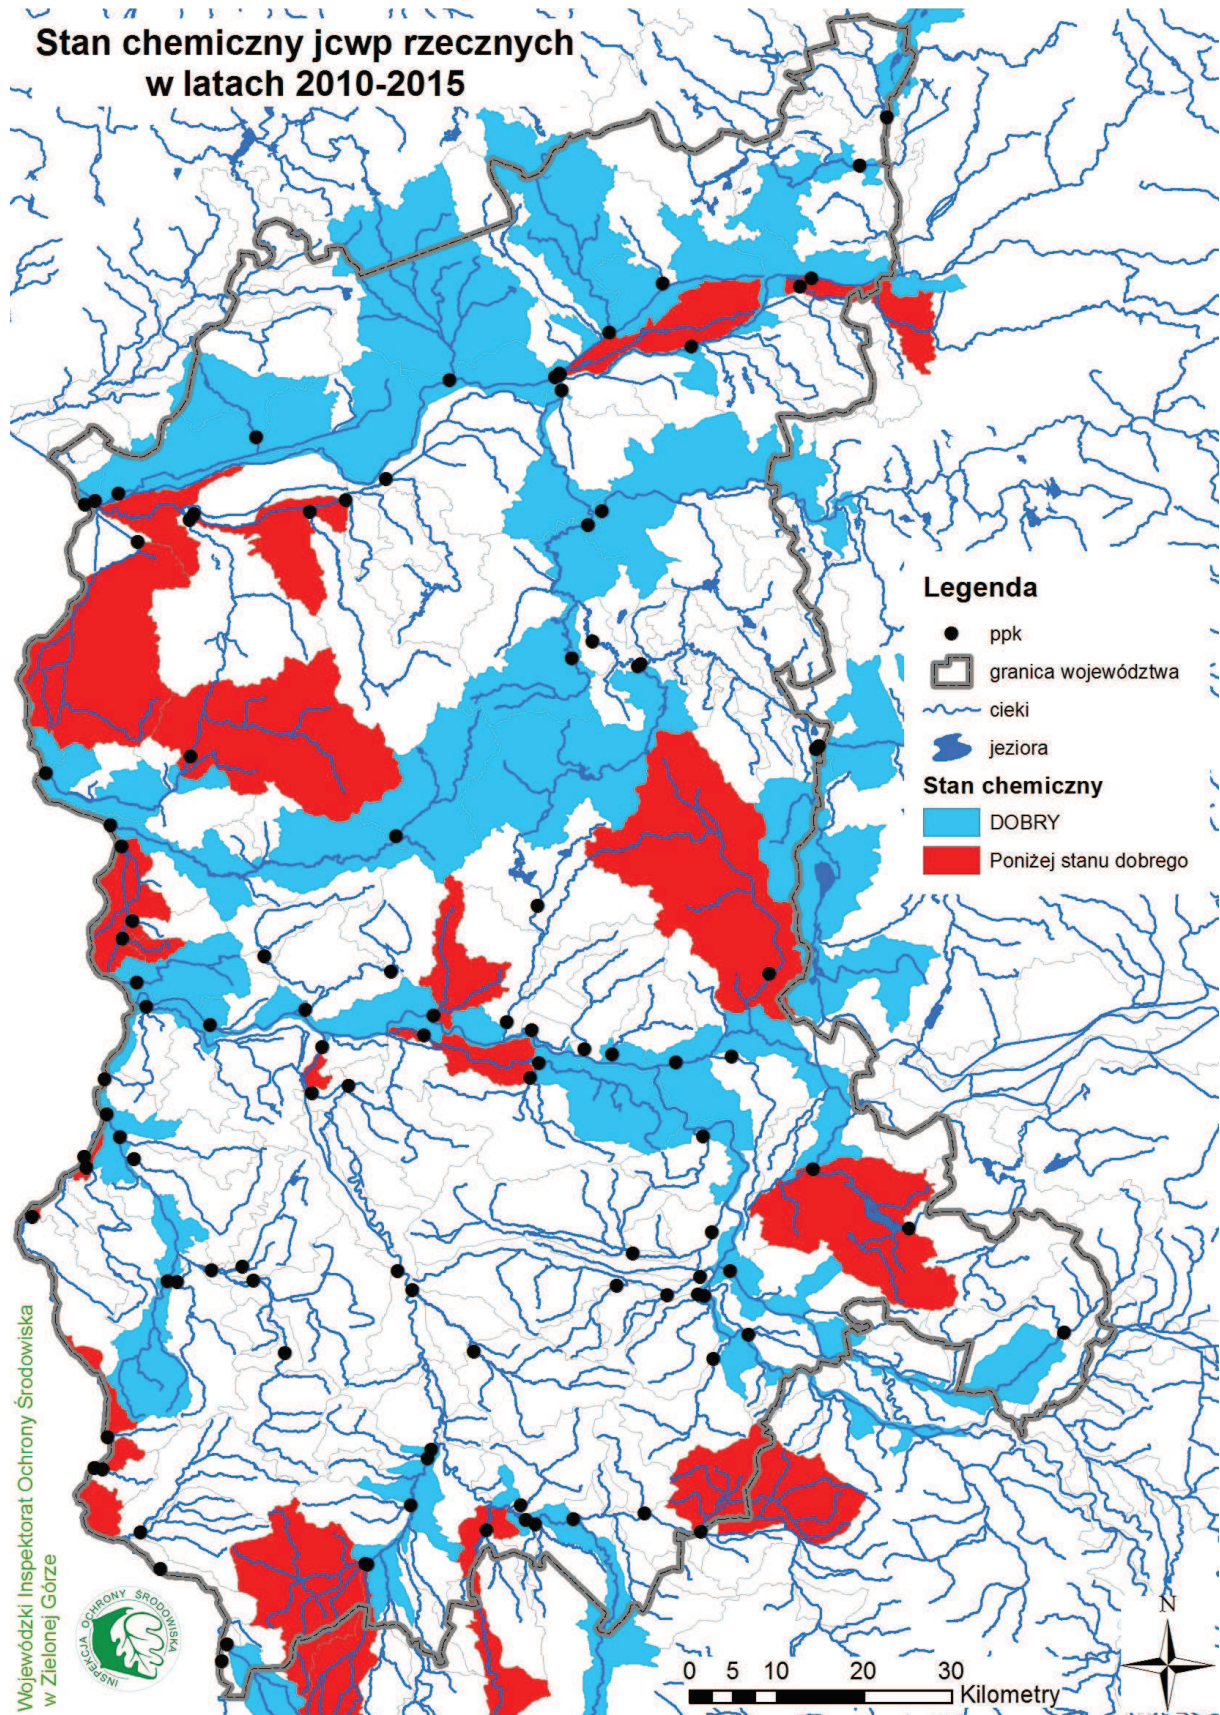 Stan chemiczny jcwp rzecznych
w latach 2010-2015
Legenda
ppk
granica województwa
cieki
jeziora
Stan chemiczny
DOBRY
Poniżej stanu dobrego
Wojewódzki Inspektorat Ochrony Środowiska
w Zielonej Górze
INSPEKCJA OCHRONY ŚRODOWISKA
N
0 5 10 20 30
Kilometry